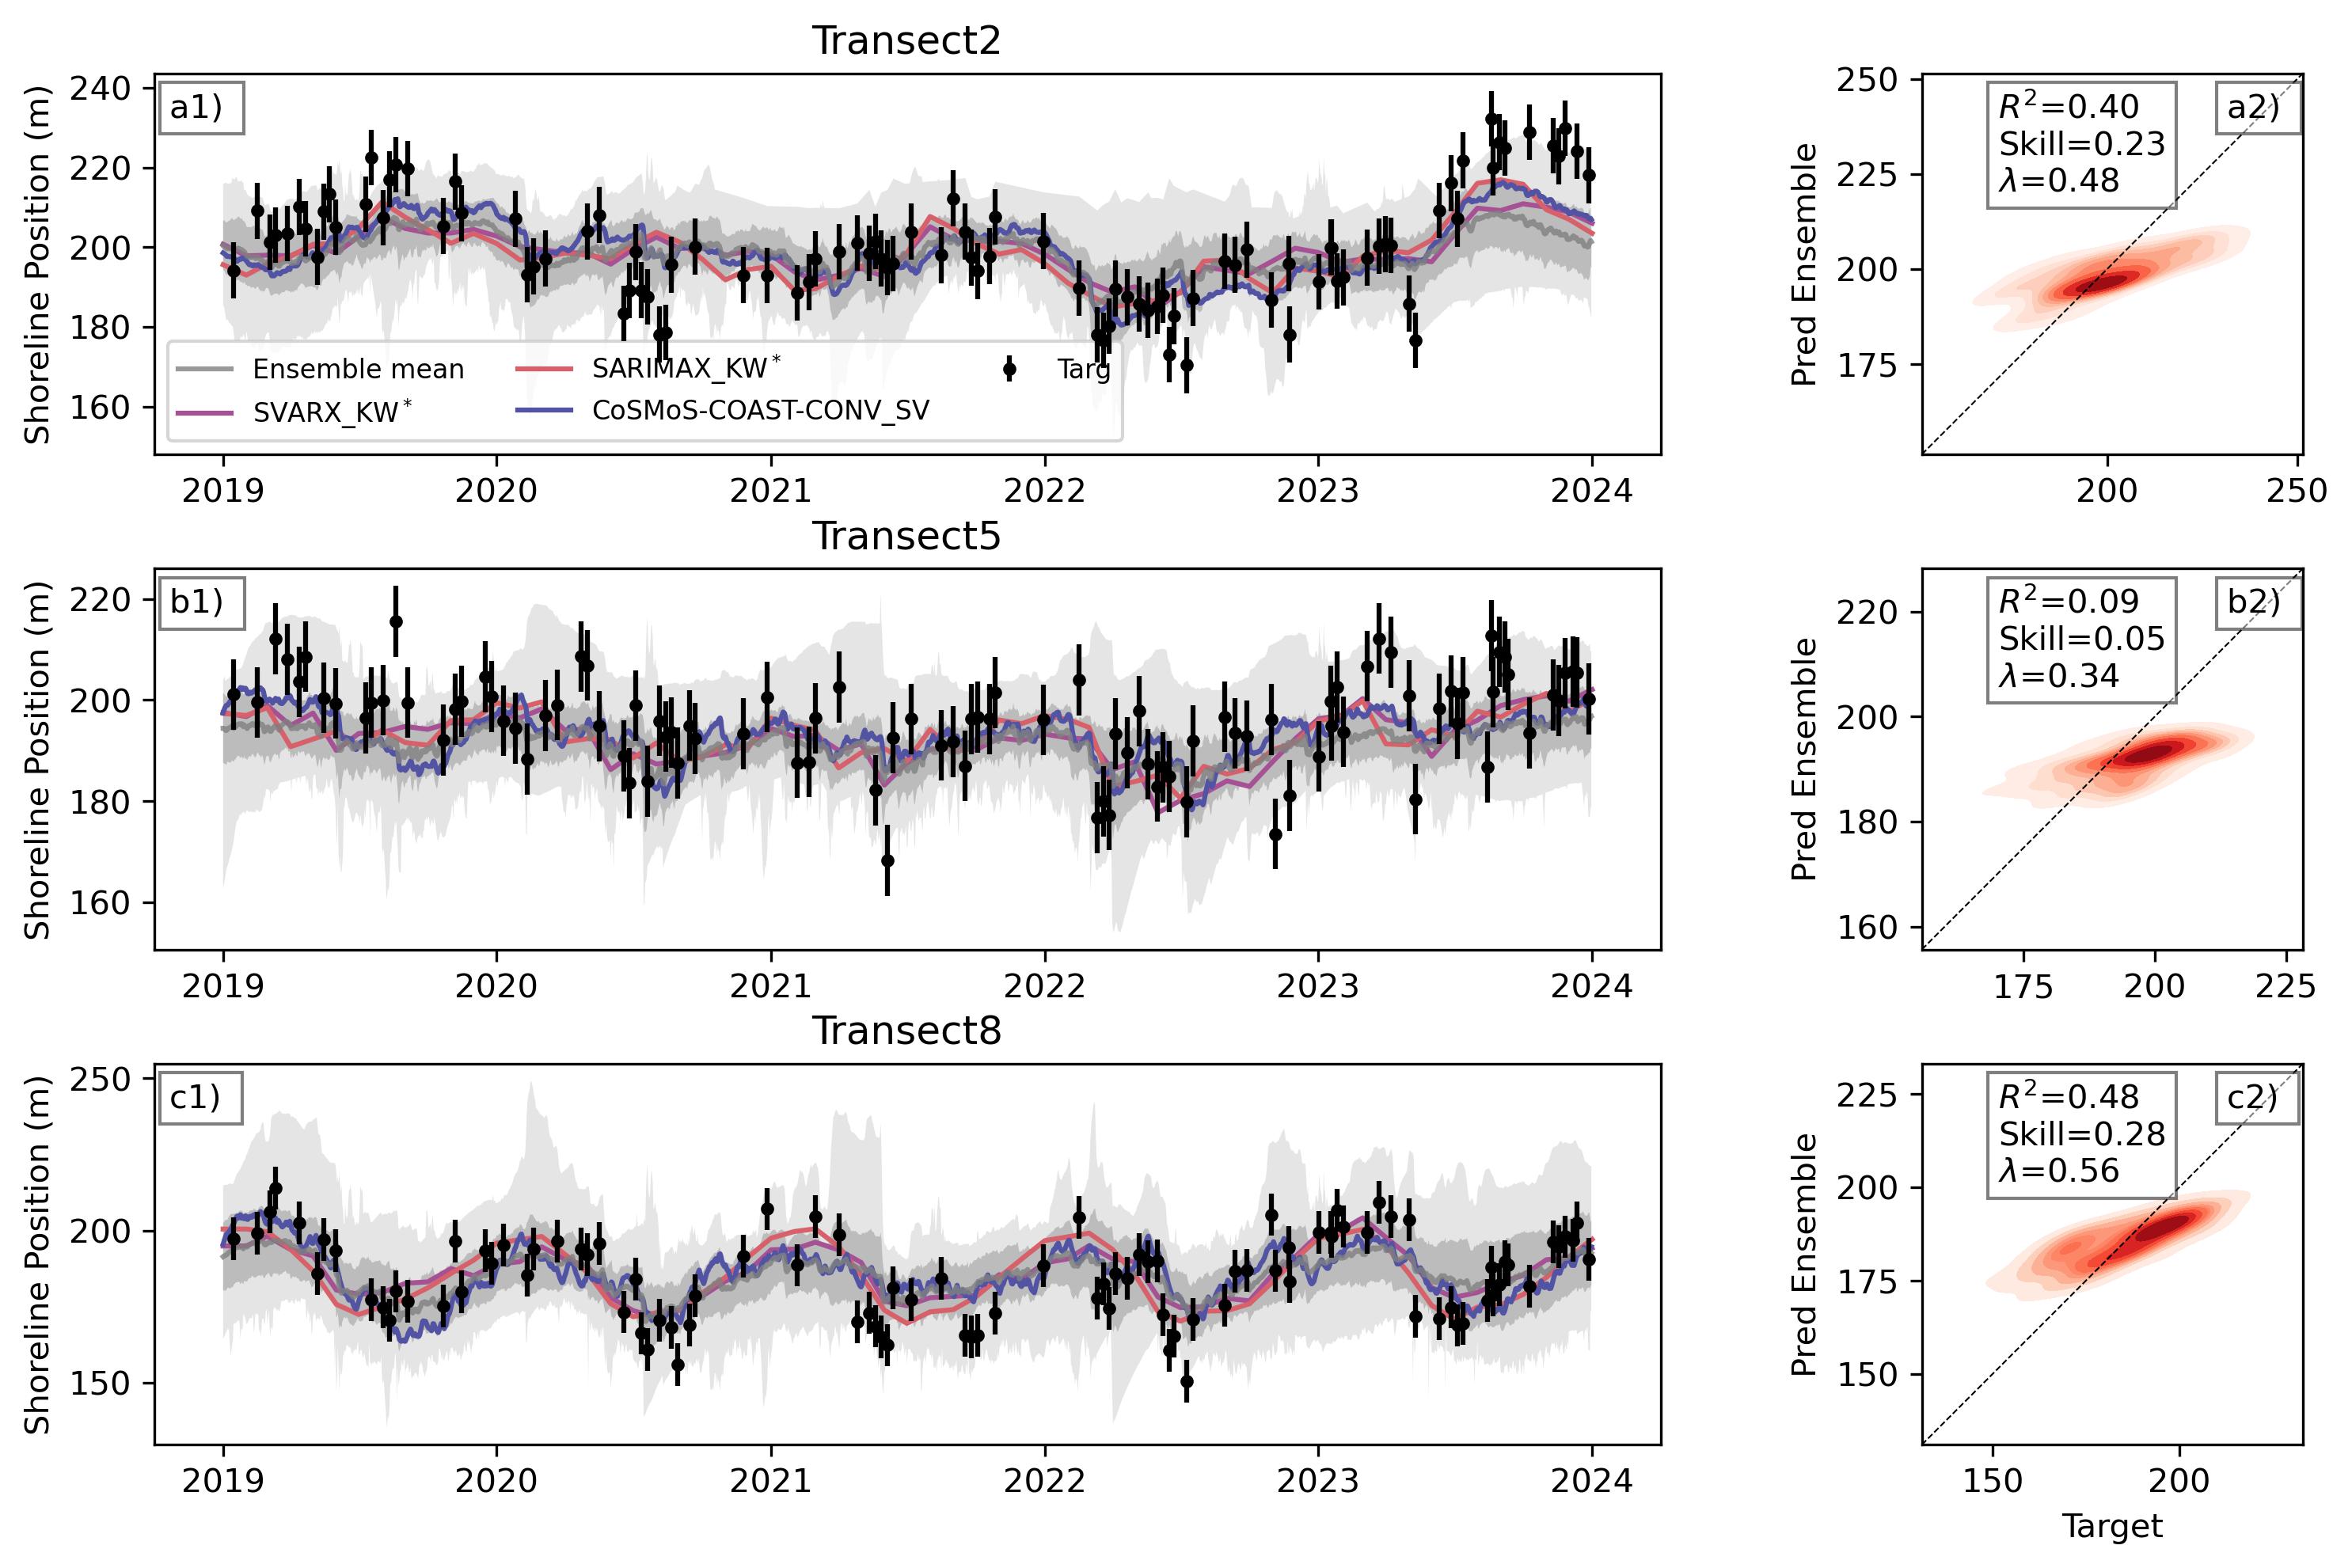 Transect2
Shoreline Position (m)
240
220
200
180
160
a1)
Ensemble mean
SVARX_KW*
SARIMAX_KW*
CoSMoS-COAST-CONV_SV
Targ
2019 2020 2021 2022 2023 2024
Pred Ensemble
250
225
200
175
R²=0.40
Skill=0.23
λ=0.48
a2)
200 250
Transect5
Shoreline Position (m)
220
200
180
160
b1)
2019 2020 2021 2022 2023 2024
Pred Ensemble
220
200
180
160
R²=0.09
Skill=0.05
λ=0.34
b2)
175 200 225
Transect8
Shoreline Position (m)
250
200
150
c1)
2019 2020 2021 2022 2023 2024
Pred Ensemble
225
200
175
150
R²=0.48
Skill=0.28
λ=0.56
c2)
150 200
Target